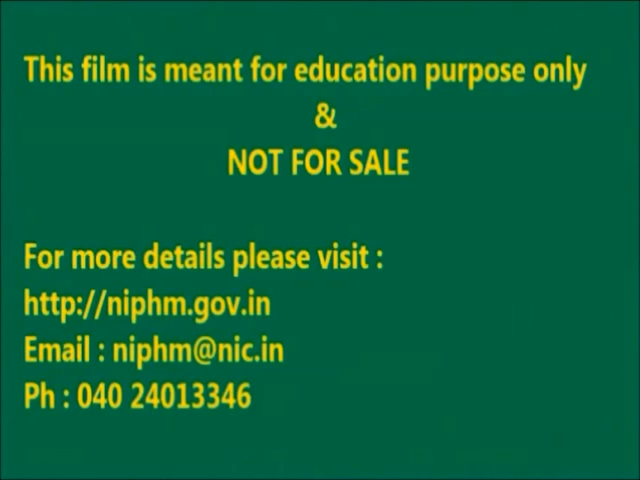 This film is meant for education purpose only
&
NOT FOR SALE
For more details please visit :
http://niphm.gov.in
Email : niphm@nic.in
Ph : 040 24013346